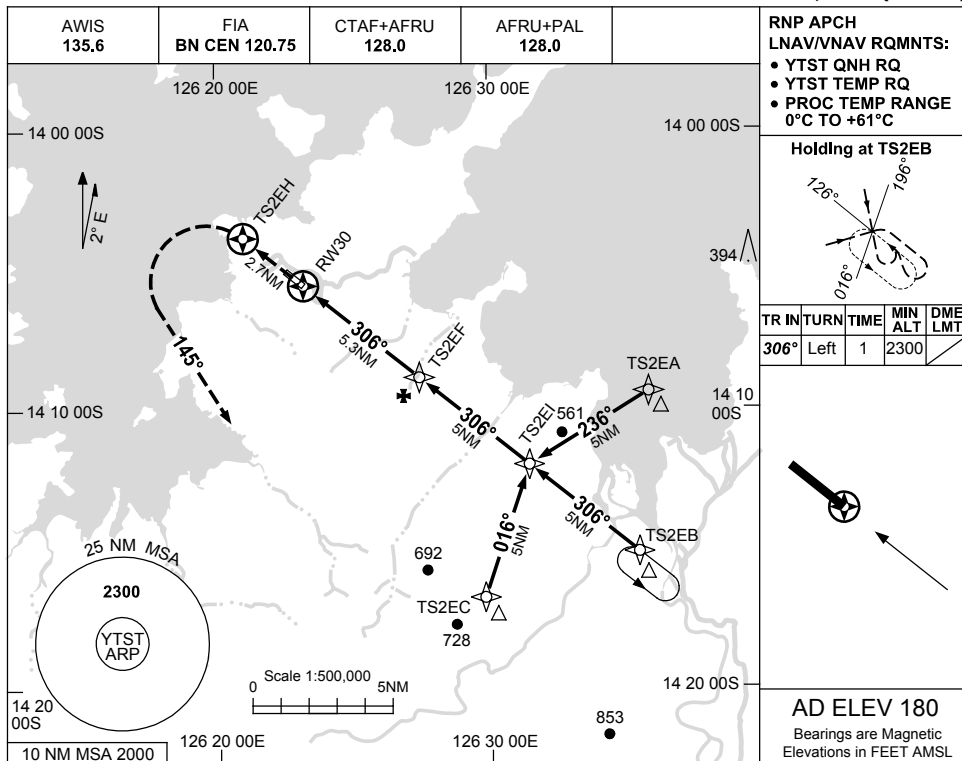 AWIS
135.6
FIA
BN CEN 120.75
CTAF+AFRU
128.0
AFRU+PAL
128.0
RNP APCH
LNAV/VNAV RQMNTS:
• YTST QNH RQ
• YTST TEMP RQ
• PROC TEMP RANGE
0°C TO +61°C
126 20 00E
126 30 00E
14 00 00S
14 00 00S
Holding at TS2EB
126°
196°
016°
TR IN
TURN
TIME
MIN
ALT
DME
LMT
306°
Left
1
2300
2° E
TS2EH
RW30
2.7NM
394
306°
5.3NM
TS2EF
145°
TS2EA
14 10 00S
14 10
00S
561
236°
5NM
TS2EI
306°
5NM
306°
5NM
016°
5NM
TS2EB
692
TS2EC
728
25 NM MSA
2300
YTST
ARP
Scale 1:500,000
0
5NM
14 20
00S
14 20 00S
853
126 20 00E
126 30 00E
10 NM MSA 2000
AD ELEV 180
Bearings are Magnetic
Elevations in FEET AMSL